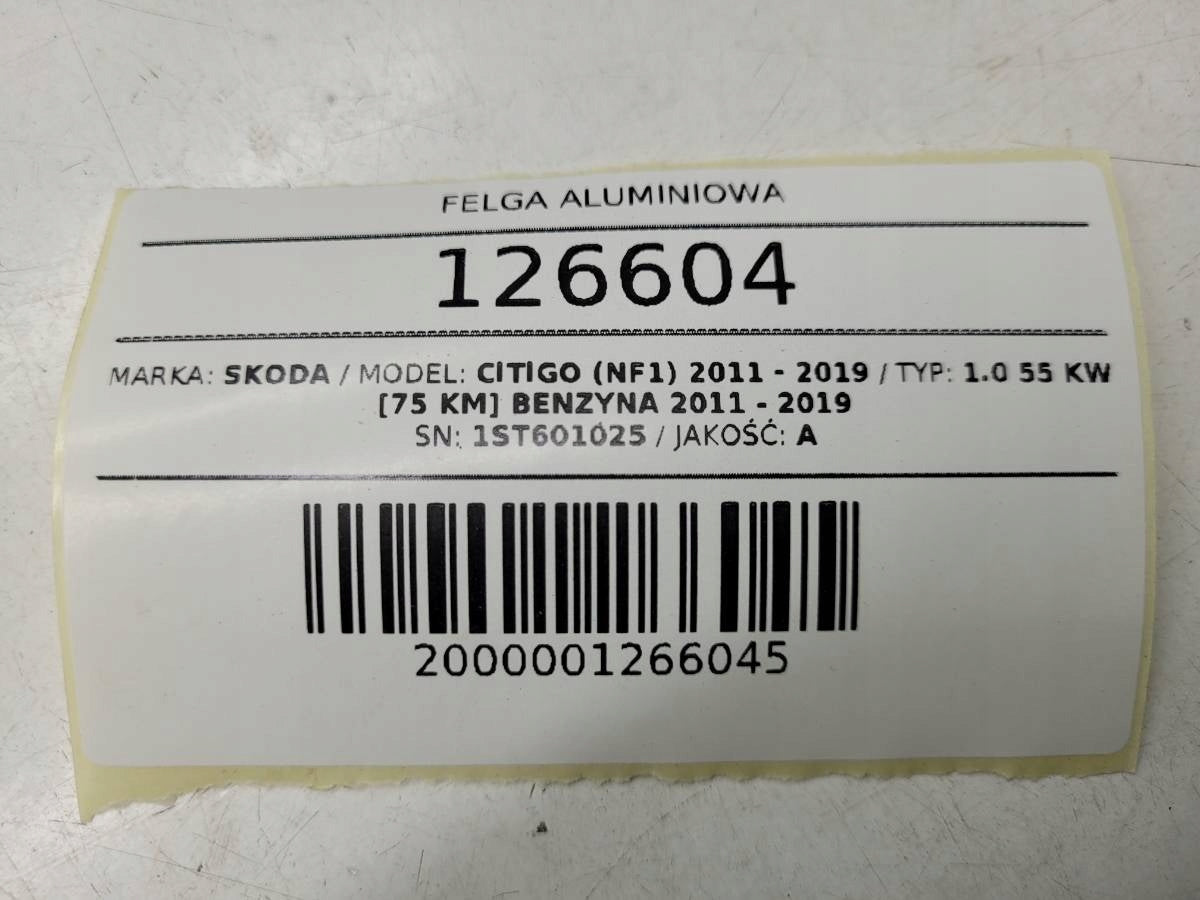 FELGA ALUMINIOWA
126604
MARKA: SKODA / MODEL: CITIGO (NF1) 2011 - 2019 / TYP: 1.0 55 KW
[75 KM] BENZYNA 2011 - 2019
SN: 1ST601025 / JAKOŚĆ: A
2000001266045